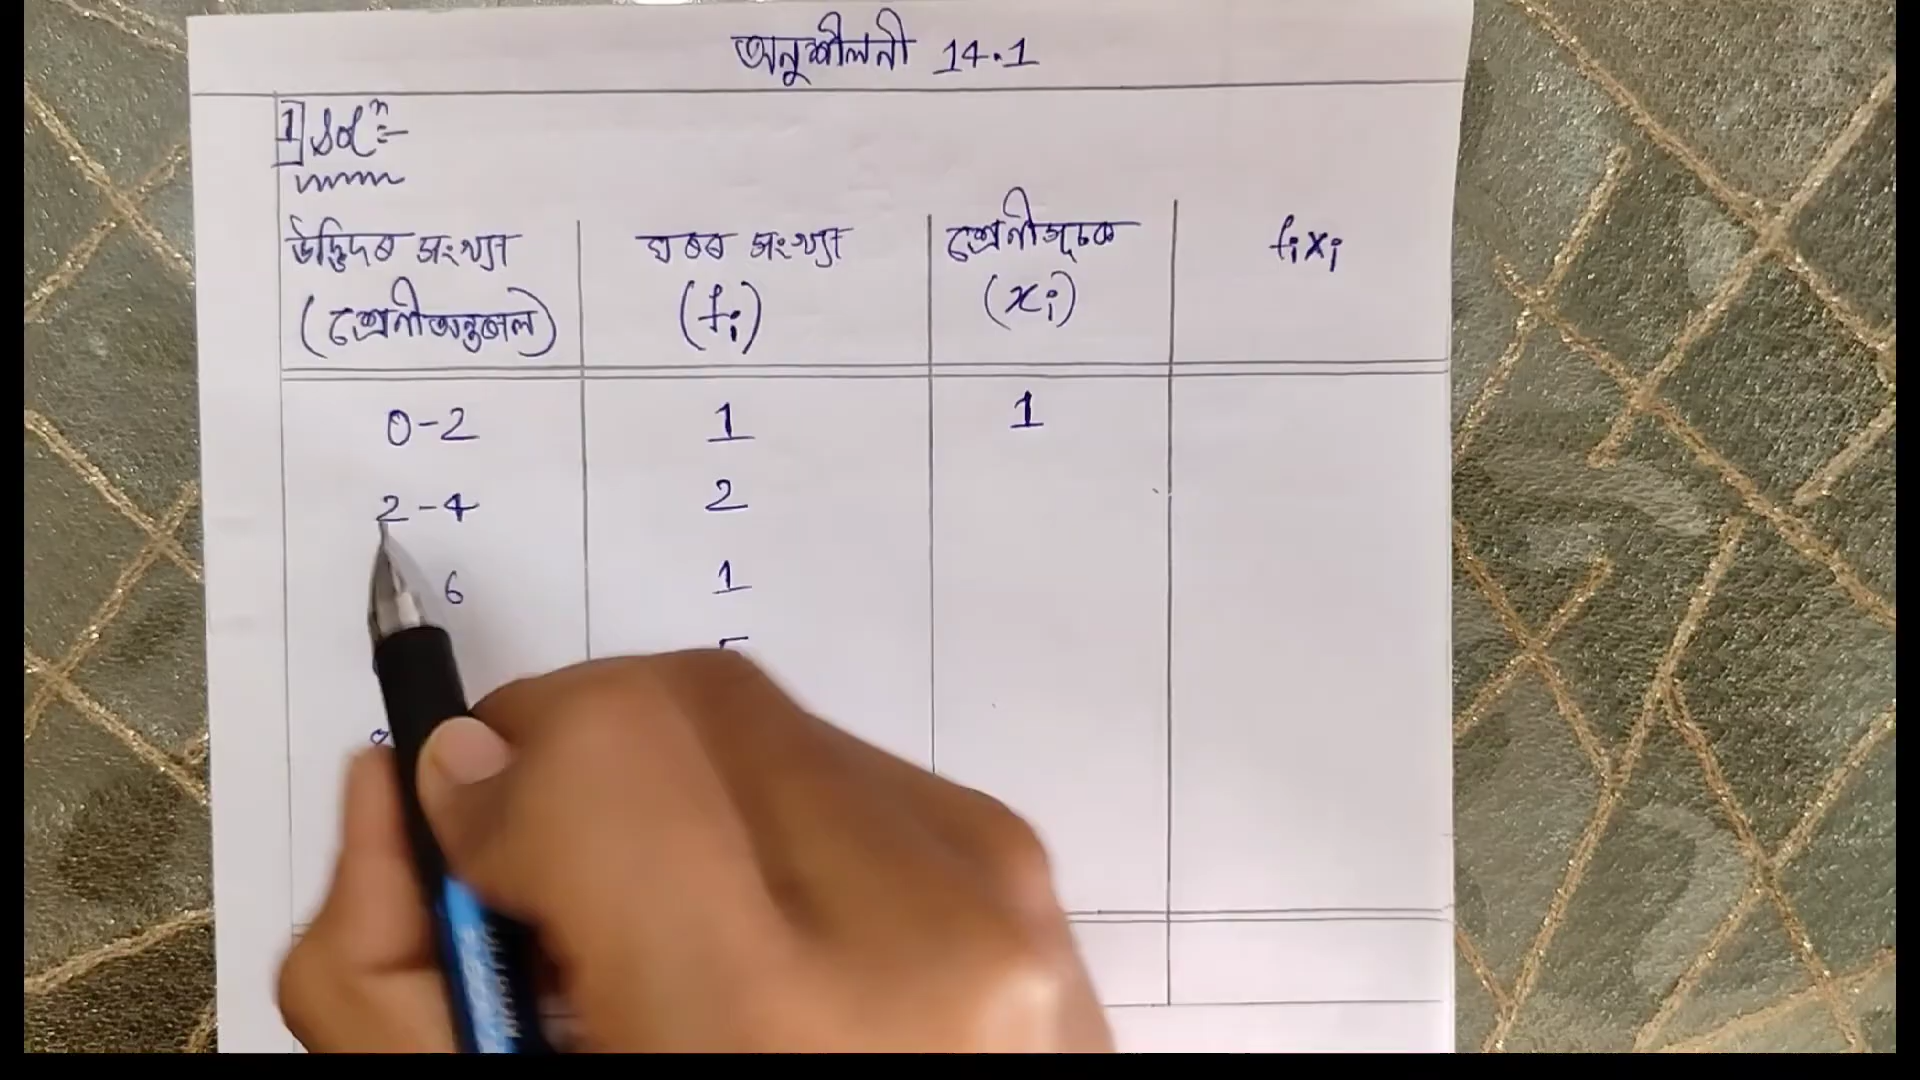 অনুশীলনী 14.1
1 Solⁿ:-
উদ্ভিদৰ সংখ্যা ঘৰৰ সংখ্যা শ্ৰেণীসূচক fᵢxᵢ
(শ্ৰেণীঅন্তৰাল) (fᵢ) (xᵢ)
0-2 1 1
2-4 2
6 1